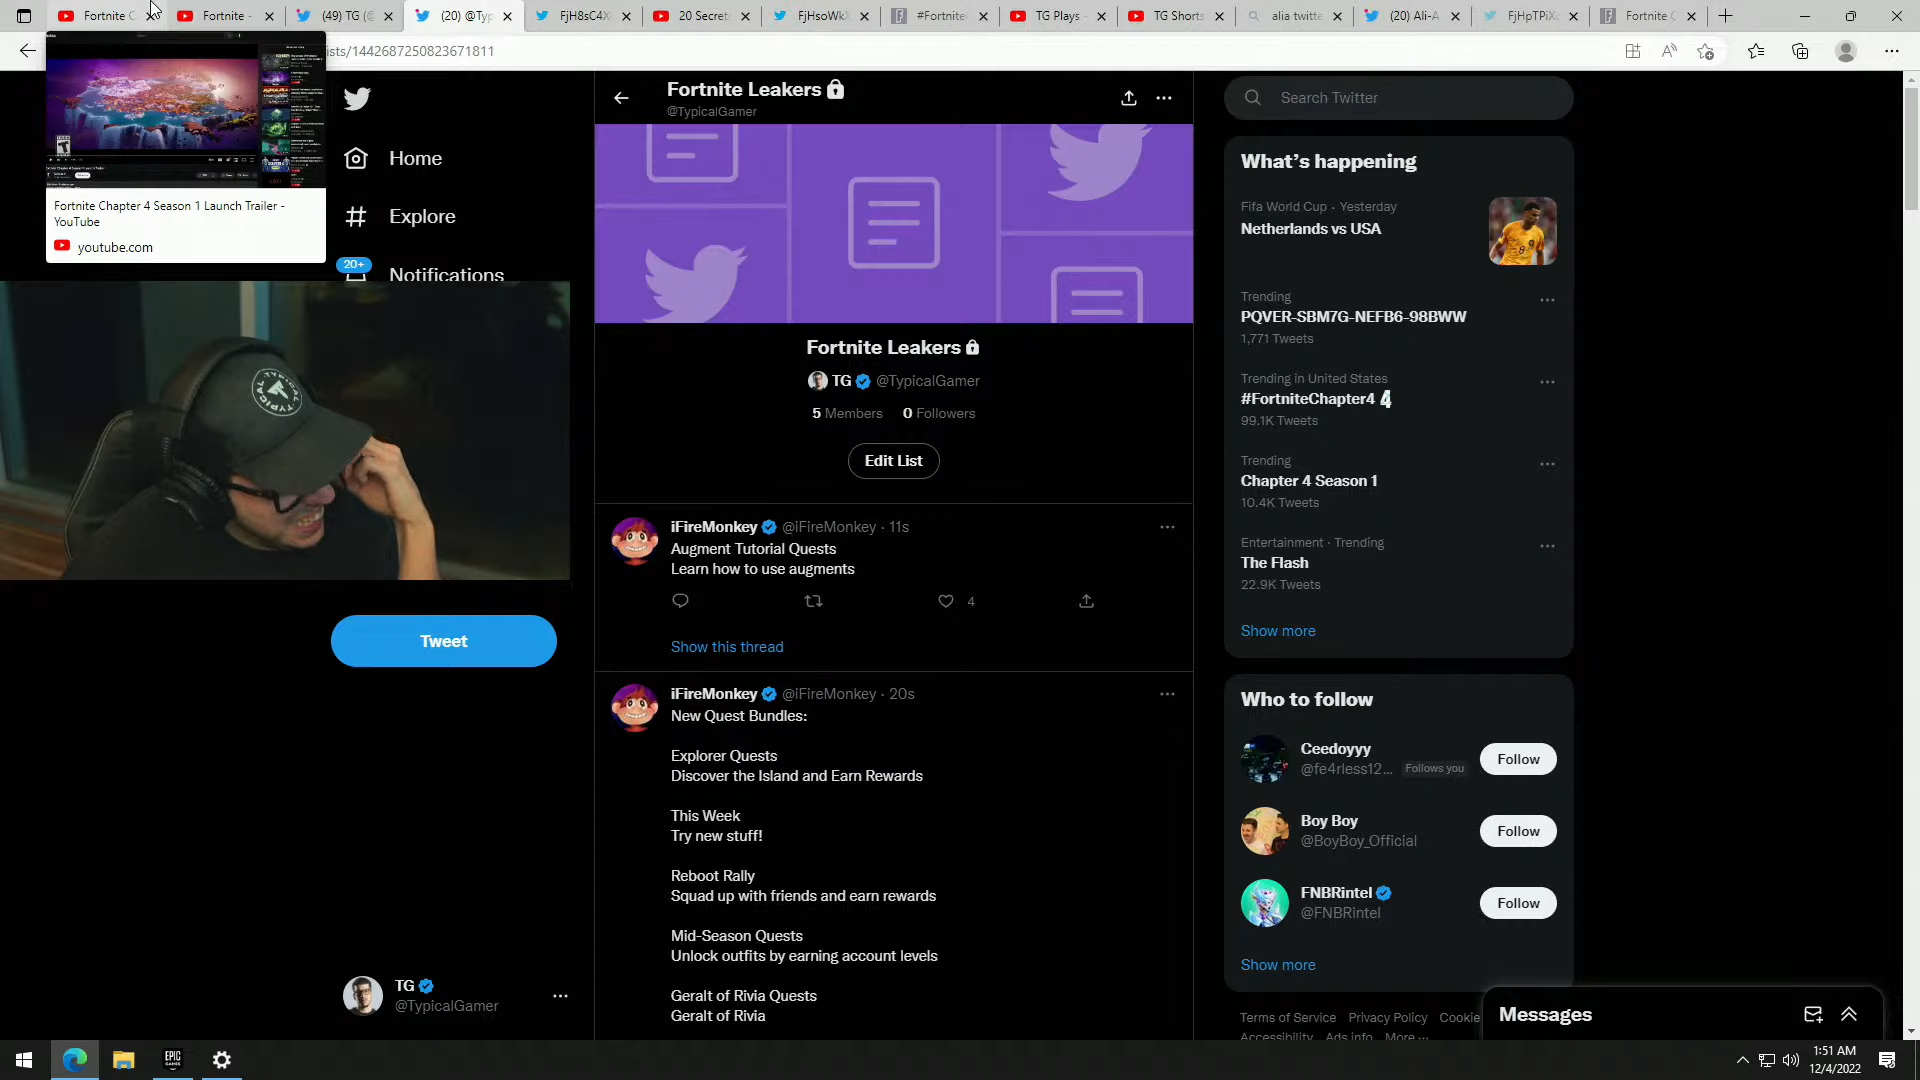 Fortnite C
Fortnite -
(49) TG (@
(20) @Typ
FjH8sC4X
20 Secret
FjHsoWk
#Fortnite
TG Plays -
TG Short
alia twitte
(20) Ali-A
FjHpTPiX
Fortnite C
ists/1442687250823671811
Fortnite Chapter 4 Season 1 Launch Trailer -
YouTube
youtube.com
Home
Explore
20+
Notifications
TYPICAL
Tweet
TG
@TypicalGamer
Fortnite Leakers
@TypicalGamer
Fortnite Leakers
TG @TypicalGamer
5 Members 0 Followers
Edit List
iFireMonkey @iFireMonkey · 11s
Augment Tutorial Quests
Learn how to use augments
4
Show this thread
iFireMonkey @iFireMonkey · 20s
New Quest Bundles:
Explorer Quests
Discover the Island and Earn Rewards
This Week
Try new stuff!
Reboot Rally
Squad up with friends and earn rewards
Mid-Season Quests
Unlock outfits by earning account levels
Geralt of Rivia Quests
Geralt of Rivia
Search Twitter
What’s happening
Fifa World Cup · Yesterday
Netherlands vs USA
Trending
PQVER-SBM7G-NEFB6-98BWW
1,771 Tweets
Trending in United States
#FortniteChapter4 4
99.1K Tweets
Trending
Chapter 4 Season 1
10.4K Tweets
Entertainment · Trending
The Flash
22.9K Tweets
Show more
Who to follow
Ceedoyyy
@fe4rless12... Follows you
Follow
Boy Boy
@BoyBoy_Official
Follow
FNBRintel
@FNBRintel
Follow
Show more
Terms of Service Privacy Policy Cookie
Accessibility Ads info More ...
Messages
EPIC
GAMES
1:51 AM
12/4/2022